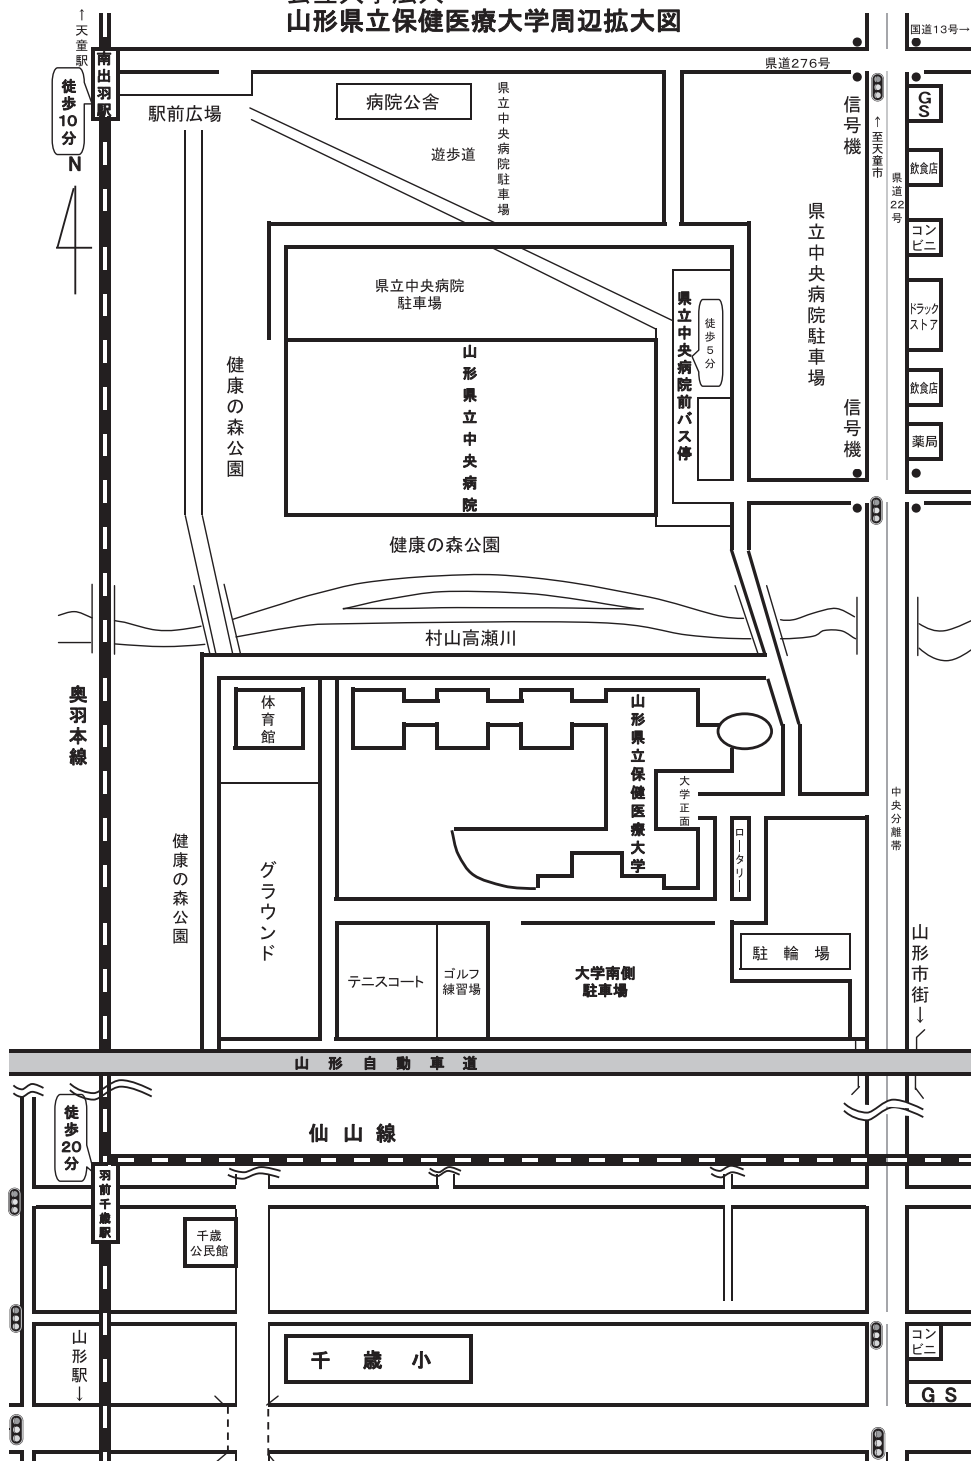 山形県立保健医療大学周辺拡大図
↑天童駅
国道13号→
南出羽駅
県道276号
徒歩10分
駅前広場
病院公舎
県立中央病院駐車場
遊歩道
信号機
↑至天童市
県道22号
GS
飲食店
コンビニ
ドラックストア
飲食店
薬局
N
県立中央病院
駐車場
県立中央病院駐車場
県立中央病院前バス停
徒歩5分
山形県立中央病院
健康の森公園
信号機
健康の森公園
村山高瀬川
奥羽本線
体育館
山形県立保健医療大学
大学正面
ロータリー
中央分離帯
健康の森公園
グラウンド
テニスコート
ゴルフ
練習場
大学南側
駐車場
駐輪場
山形市街↓
山形自動車道
徒歩20分
仙山線
羽前千歳駅
千歳
公民館
山形駅↓
千歳小
コンビニ
GS